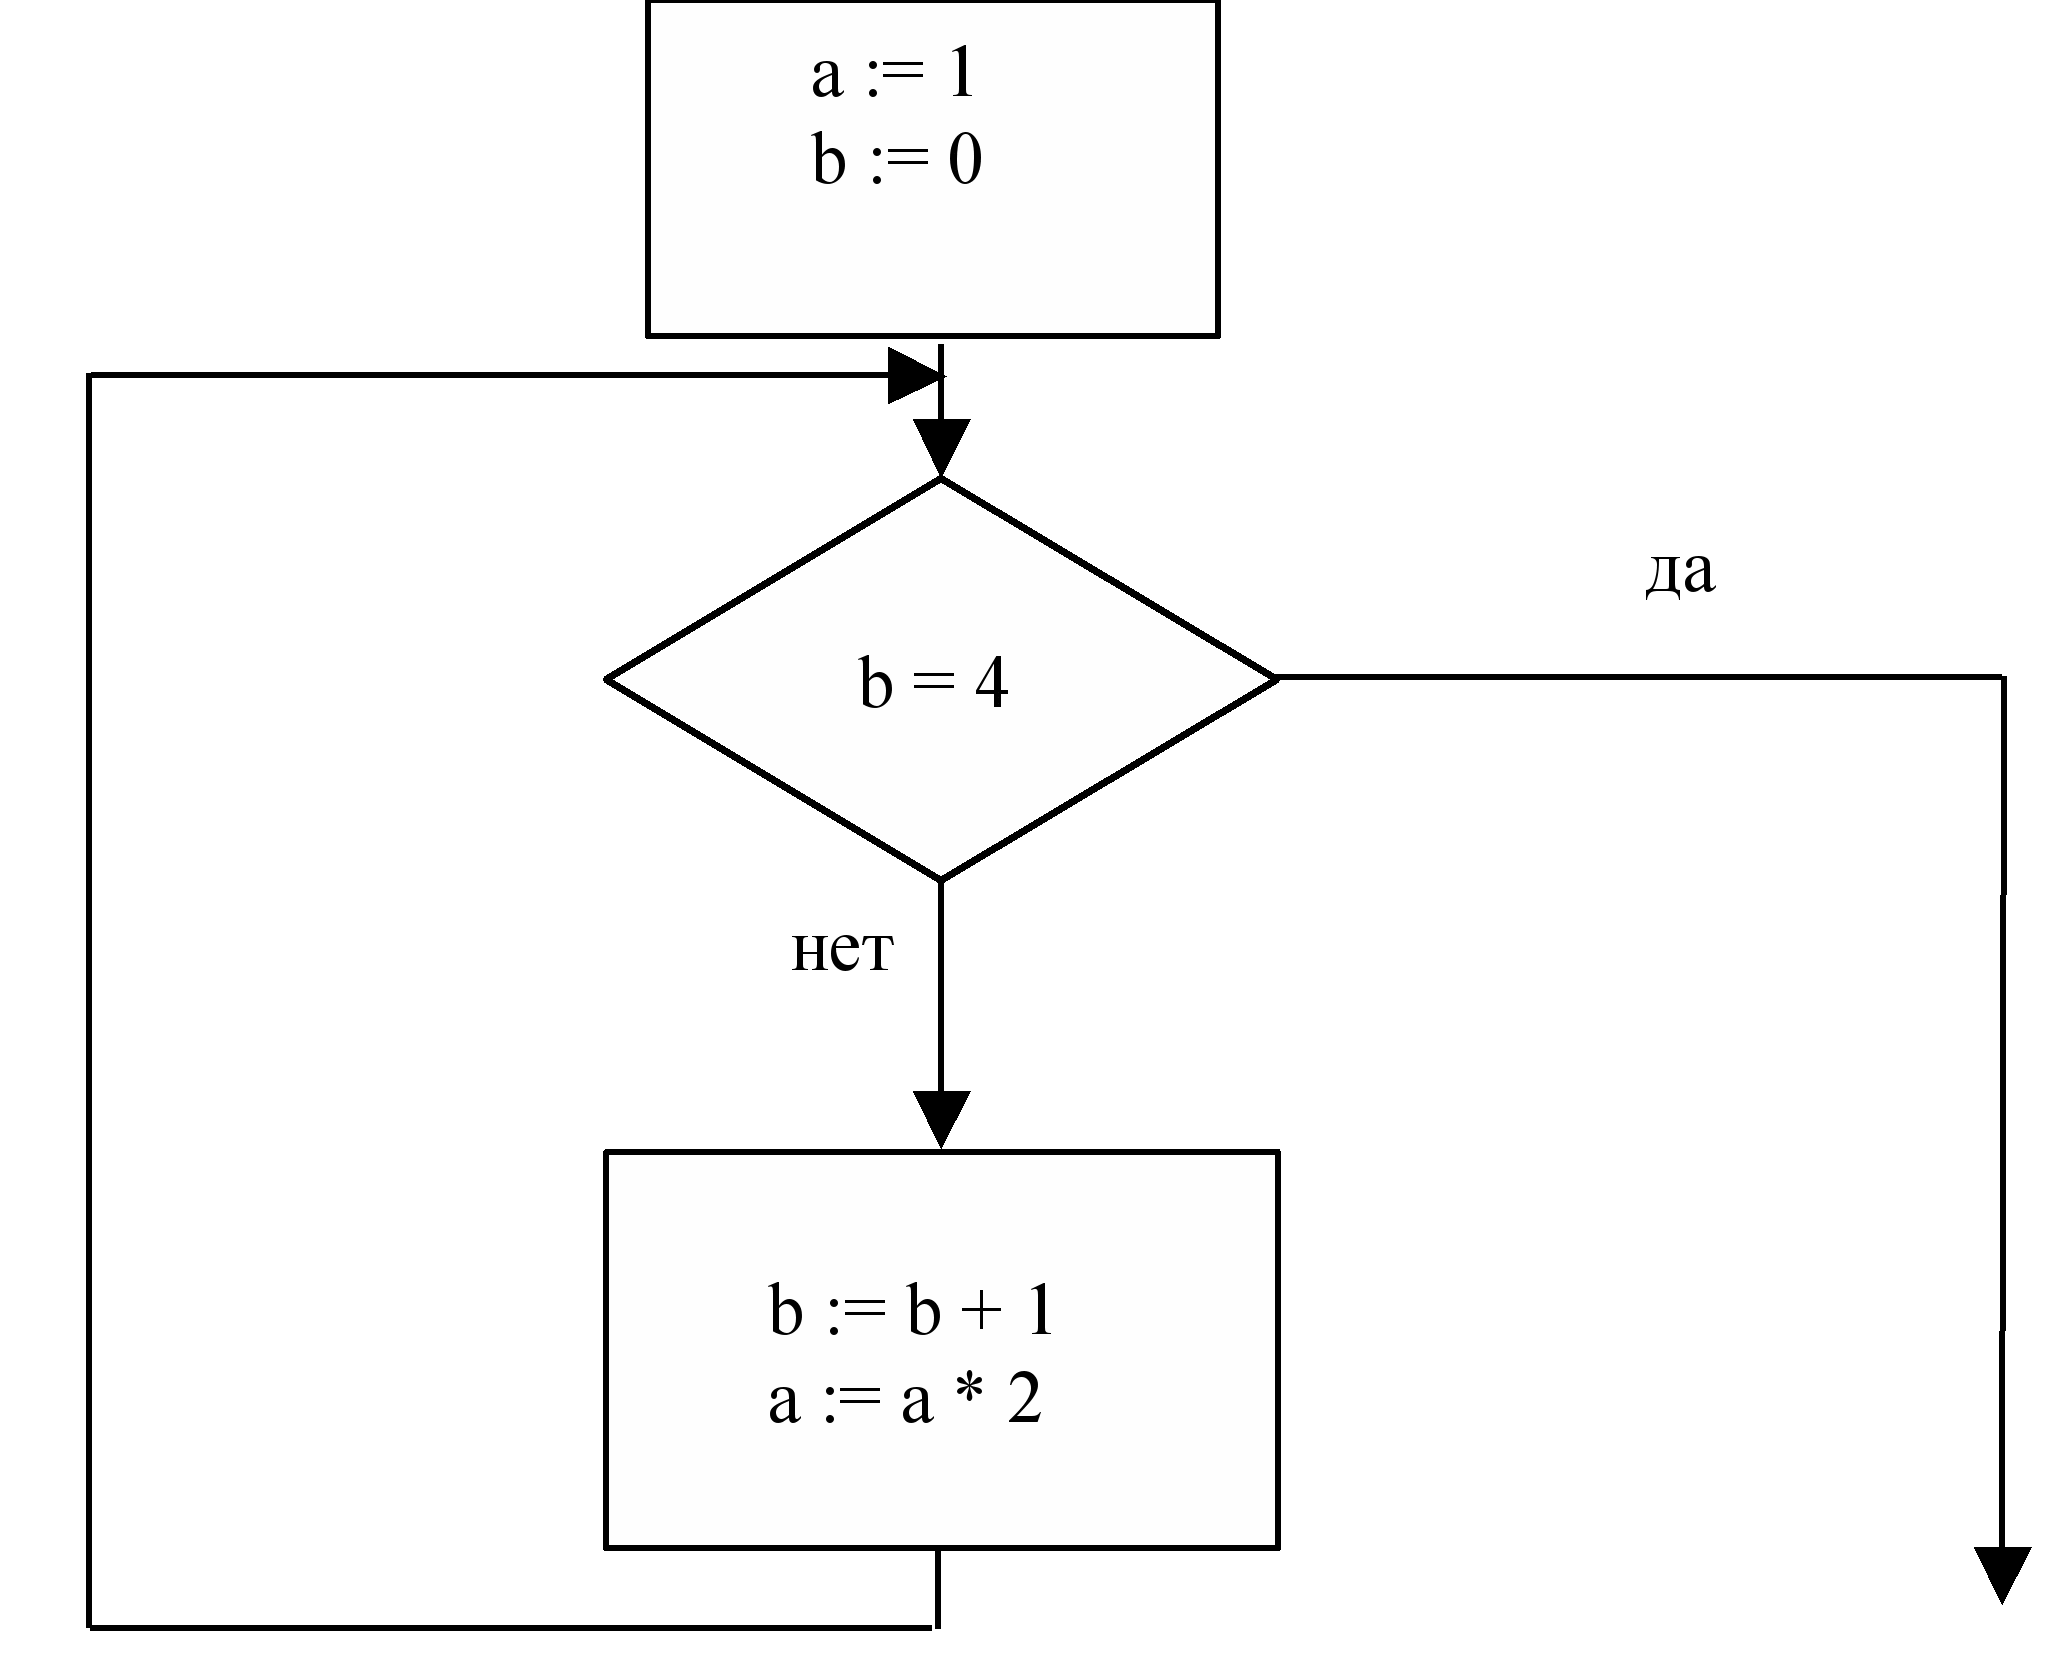 a := 1
b := 0
да
b = 4
нет
b := b + 1
a := a * 2